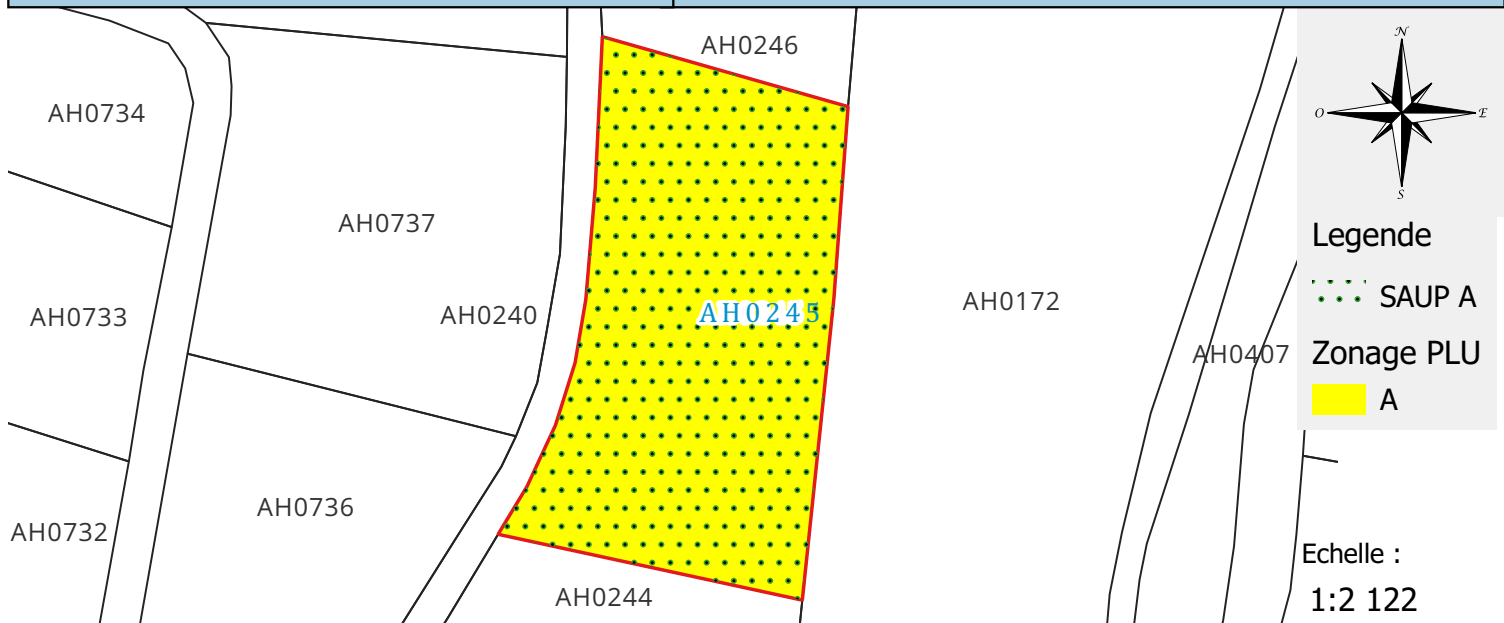 AH0246
AH0734
AH0737
AH0733
AH0240
AH0245
AH0172
AH0407
AH0736
AH0732
AH0244
N
O
E
S
Legende
SAUP A
Zonage PLU
A
Echelle :
1:2 122